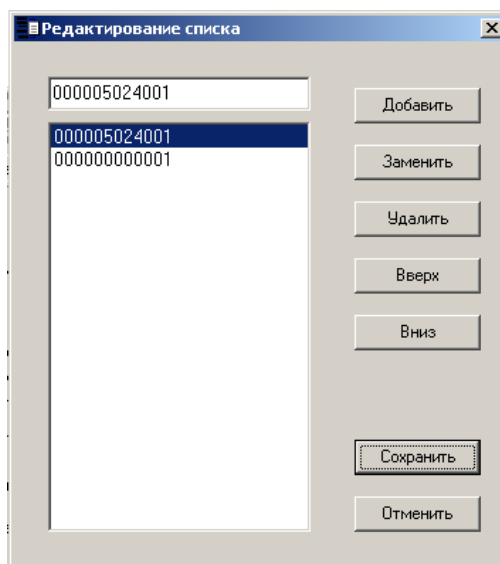 Редактирование списка
000005024001
000005024001
000000000001
Добавить
Заменить
Удалить
Вверх
Вниз
Сохранить
Отменить